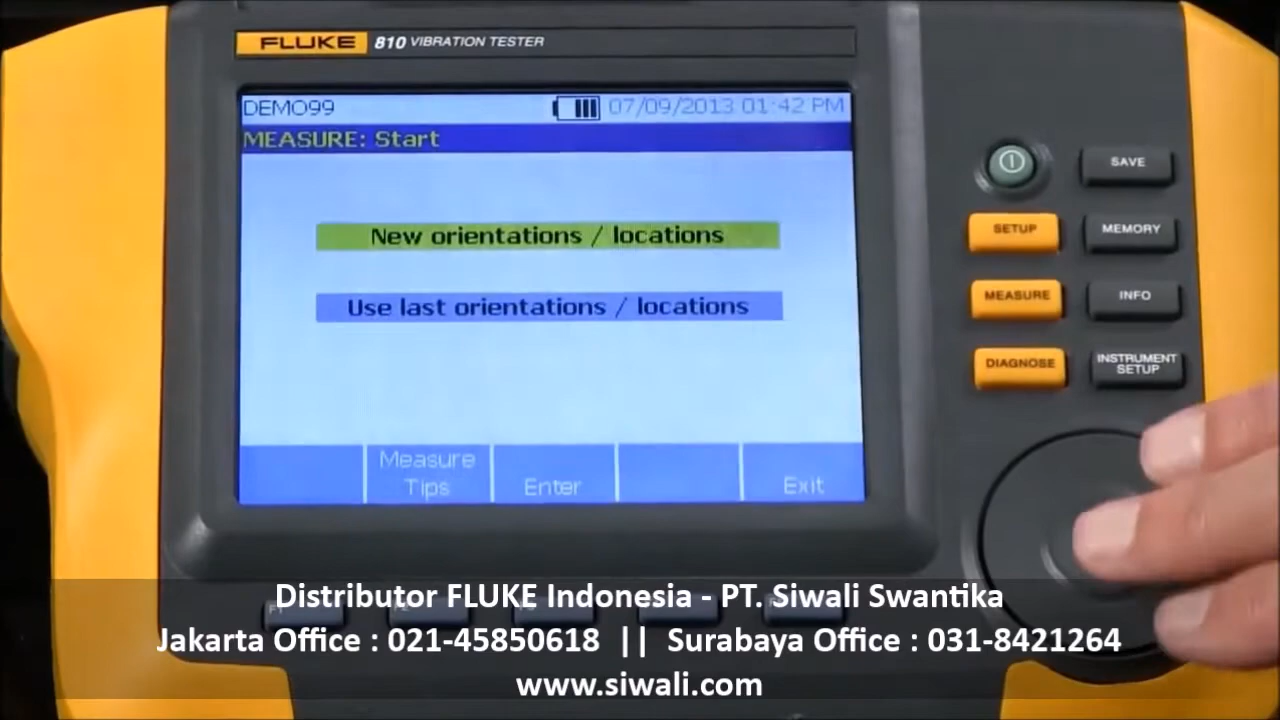 FLUKE 810 VIBRATION TESTER
DEMO99 07/09/2013 01:42 PM
MEASURE: Start
New orientations / locations
Use last orientations / locations
Measure Tips
Enter
Exit
SAVE
SETUP
MEMORY
MEASURE
INFO
DIAGNOSE
INSTRUMENT
SETUP
F1
Distributor FLUKE Indonesia - PT. Siwali Swantika
Jakarta Office : 021-45850618 || Surabaya Office : 031-8421264
www.siwali.com